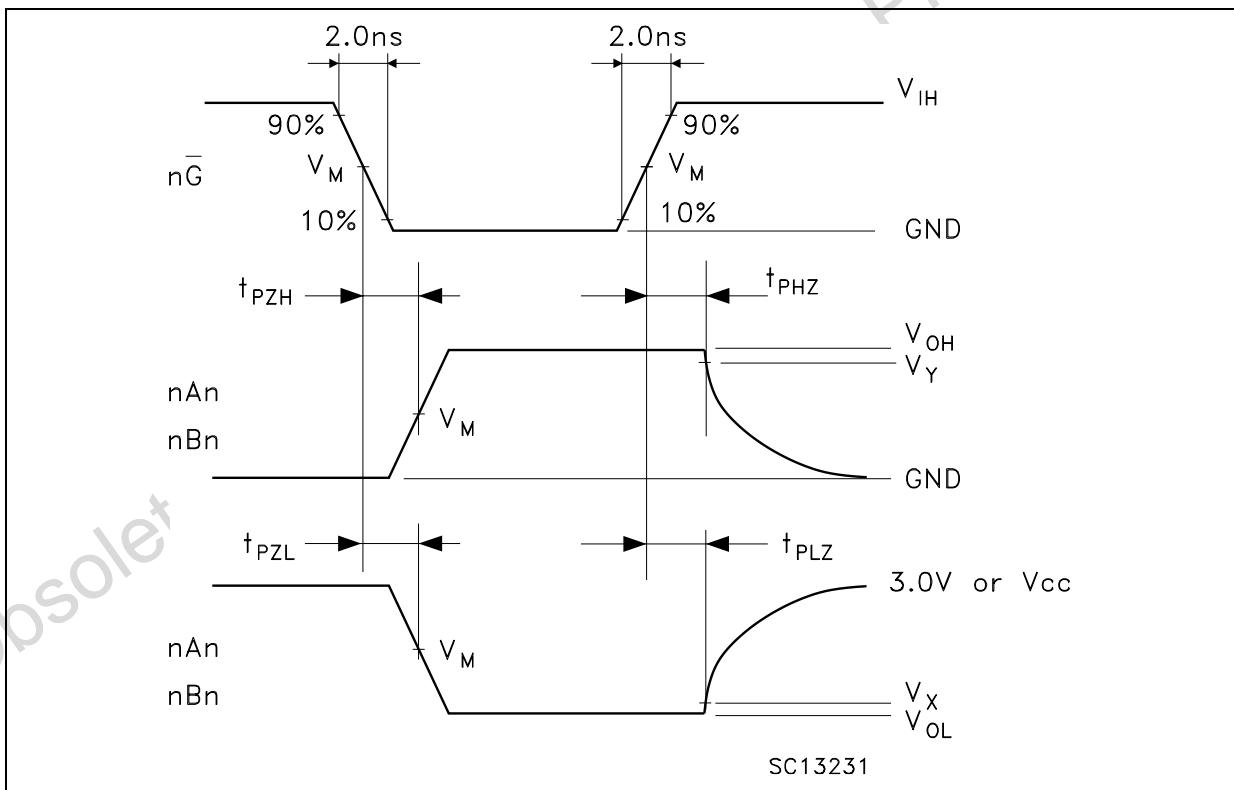 2.0ns 2.0ns
V_IH
90% 90%
nG̅ V_M V_M
10% 10%
GND
t_PZH t_PHZ
V_OH
V_Y
nAn
V_M
nBn
GND
t_PZL t_PLZ
3.0V or Vcc
nAn
V_M
nBn
V_X
V_OL
SC13231